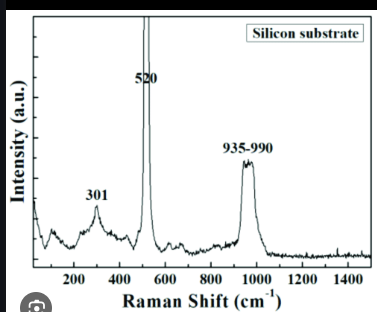 Silicon substrate
520
935-990
301
Intensity (a.u.)
200 400 600 800 1000 1200 1400
Raman Shift (cm⁻¹)